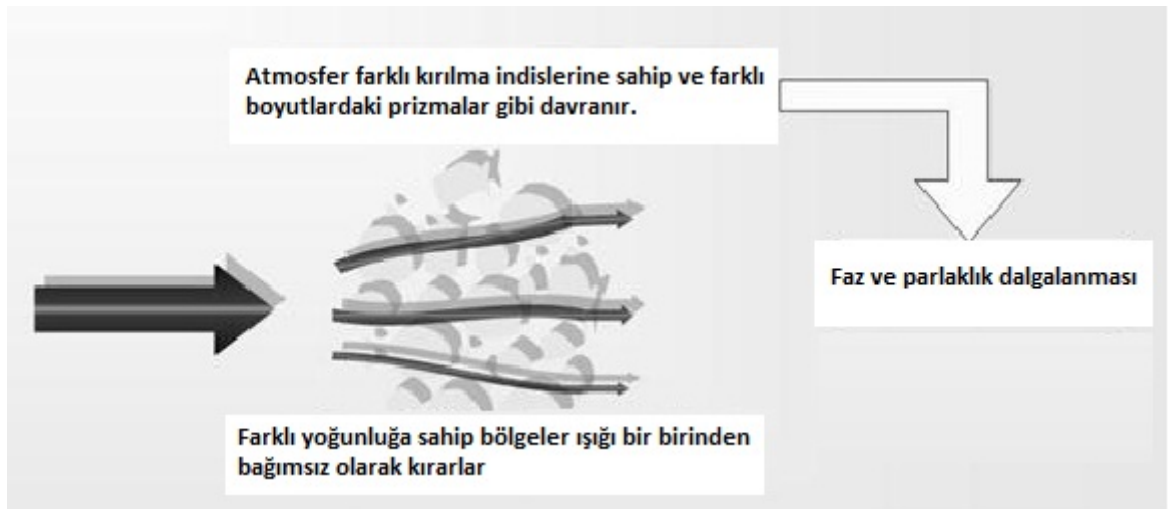 Atmosfer farklı kırılma indislerine sahip ve farklı
boyutlardaki prizmalar gibi davranır.
Faz ve parlaklık dalgalanması
Farklı yoğunluğa sahip bölgeler ışığı bir birinden
bağımsız olarak kırarlar